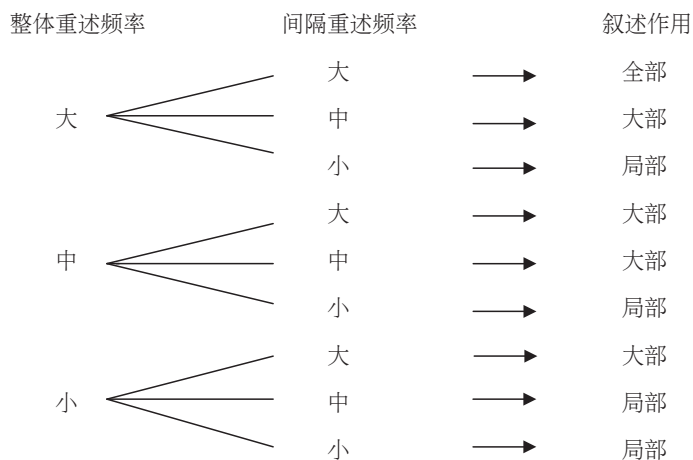 整体重述频率 间隔重述频率 叙述作用
大 全部
大 中 大部
小 局部
大 大部
中 中 大部
小 局部
大 大部
小 中 局部
小 局部